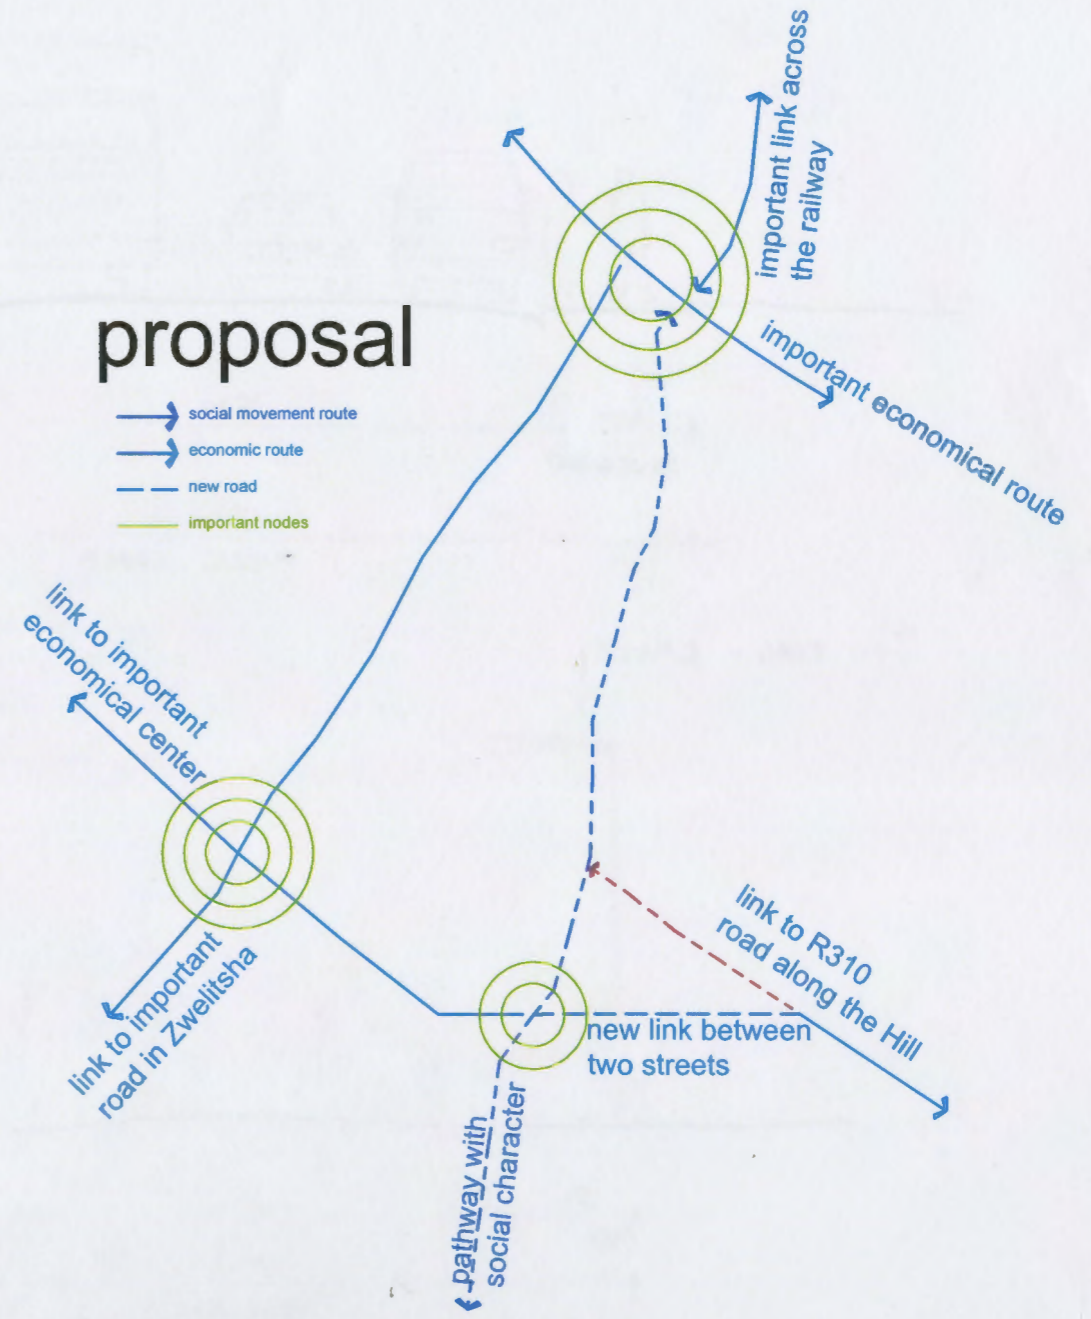 important link across
the railway
proposal
social movement route
economic route
new road
important nodes
important economical route
link to important
economical center
link to important
road in Zwelitsha
link to R310
road along the Hill
new link between
two streets
pathway with
social character